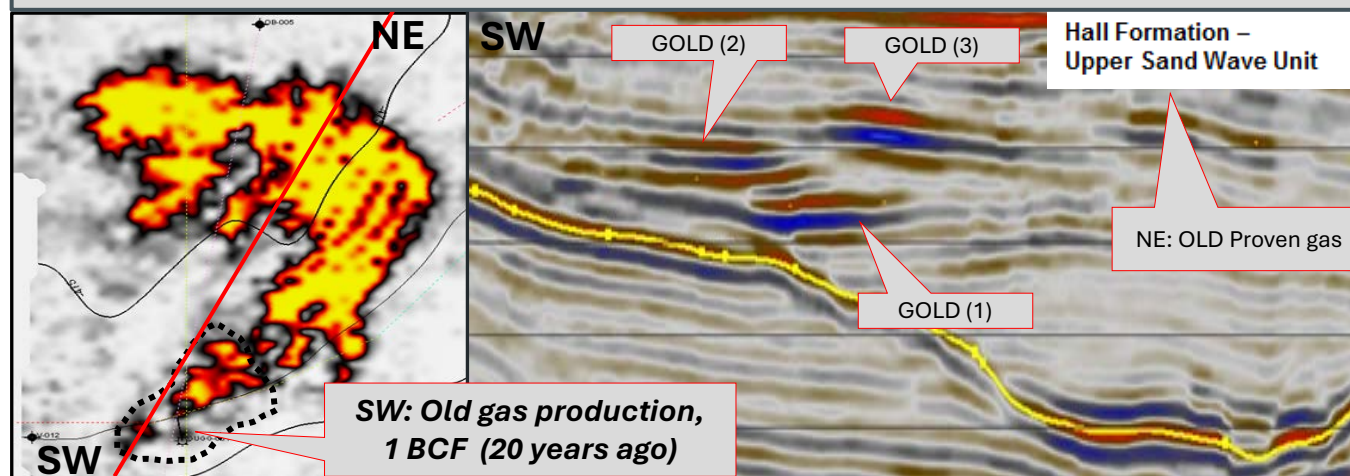 NE
SW
SW: Old gas production,
1 BCF (20 years ago)
SW
GOLD (2)
GOLD (3)
Hall Formation –
Upper Sand Wave Unit
NE: OLD Proven gas
GOLD (1)